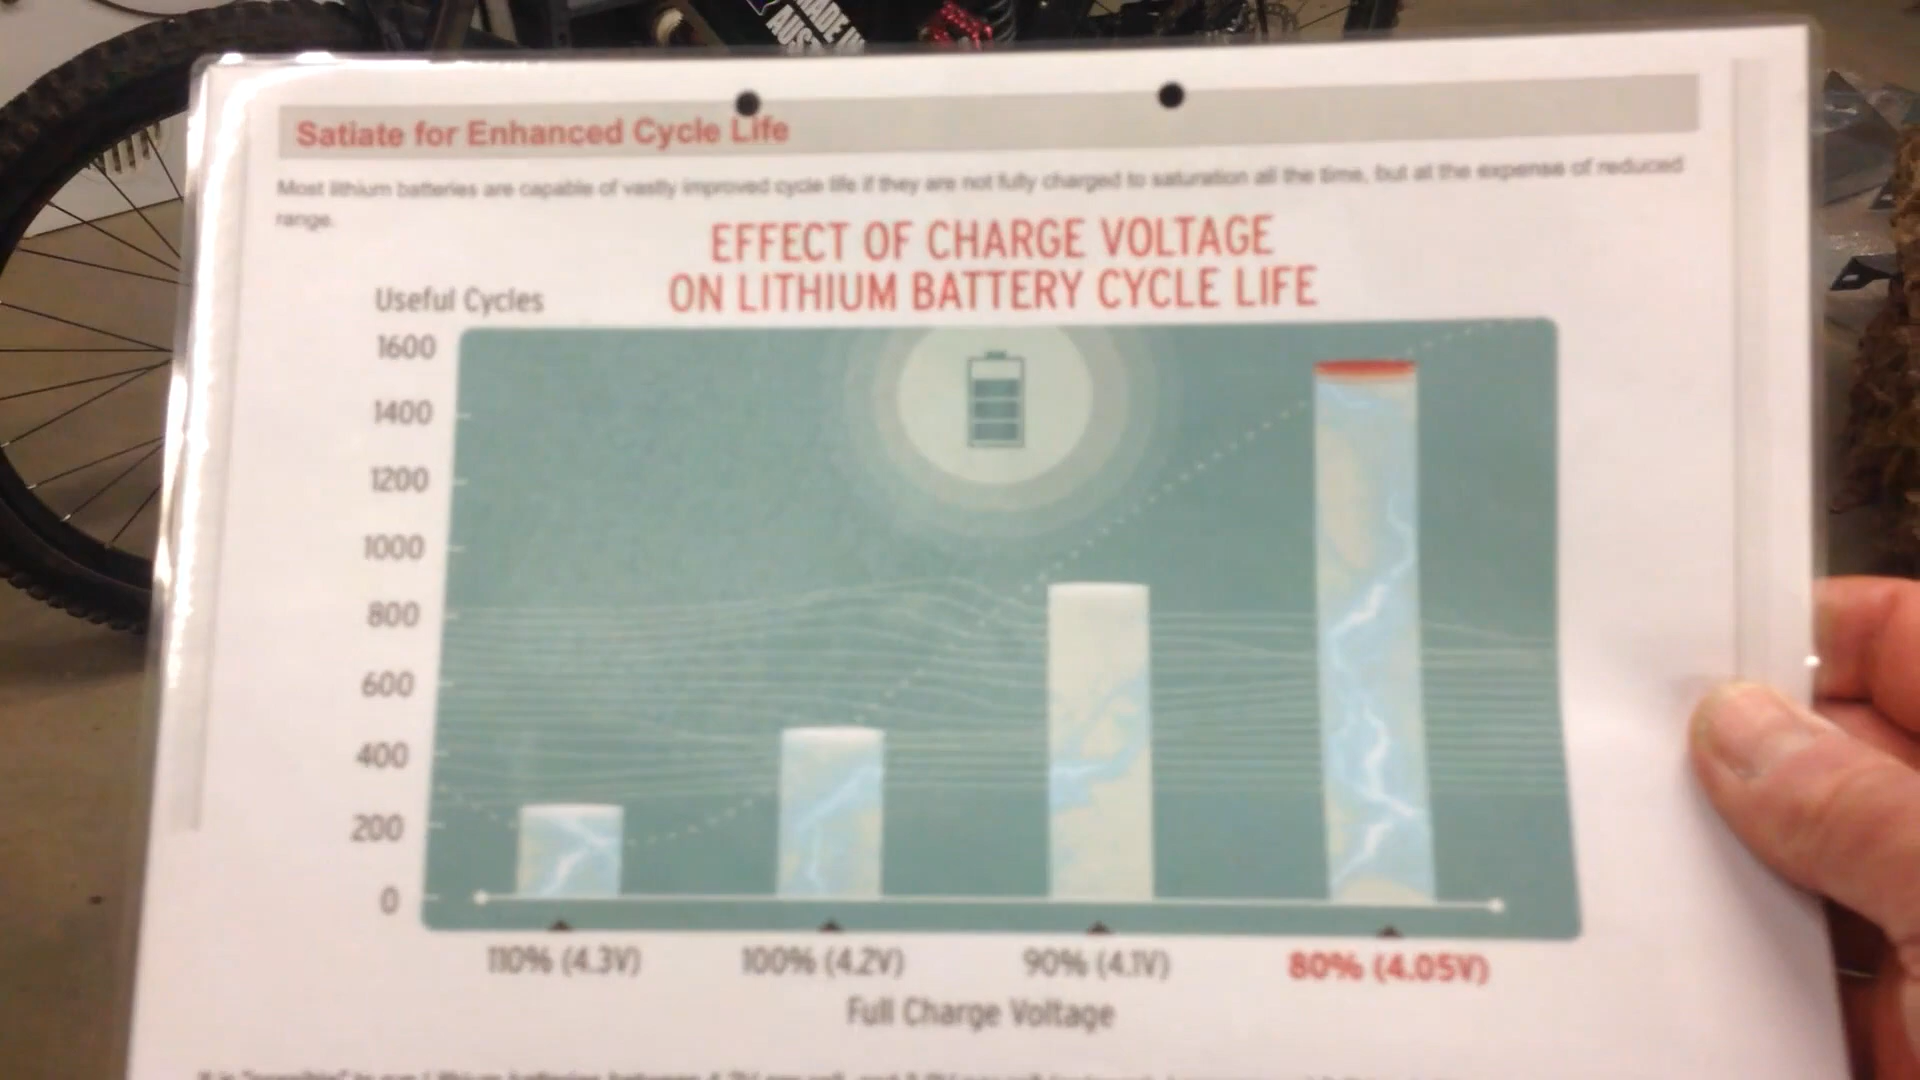 MADE IN
AUST
Satiate for Enhanced Cycle Life
Most lithium batteries are capable of vastly improved cycle life if they are not fully charged to saturation all the time, but at the expense of reduced
range.
EFFECT OF CHARGE VOLTAGE
ON LITHIUM BATTERY CYCLE LIFE
Useful Cycles
1600
1400
1200
1000
800
600
400
200
0
110% (4.3V) 100% (4.2V) 90% (4.1V) 80% (4.05V)
Full Charge Voltage